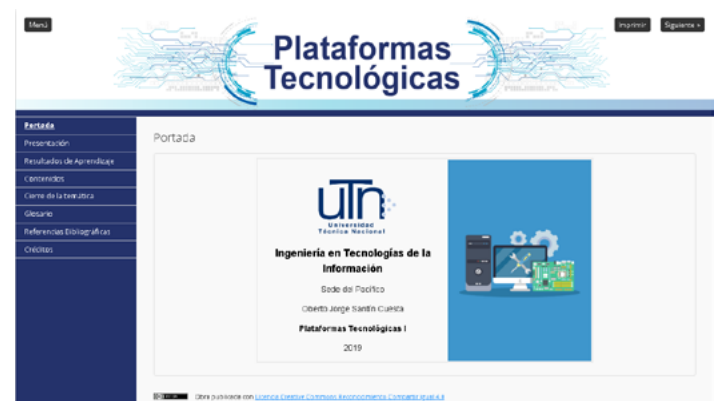 Menú
Imprimir
Siguiente »
Plataformas
Tecnológicas
Portada
Presentación
Resultados de Aprendizaje
Contenidos
Cierre de la temática
Glosario
Referencias Bibliográficas
Créditos
Portada
uTn
Universidad
Técnica Nacional
Ingeniería en Tecnologías de la
Información
Sede del Pacífico
Oberto Jorge Santín Cuesta
Plataformas Tecnológicas I
2019
Obra publicada con Licencia Creative Commons Reconocimiento Compartir igual 4.0